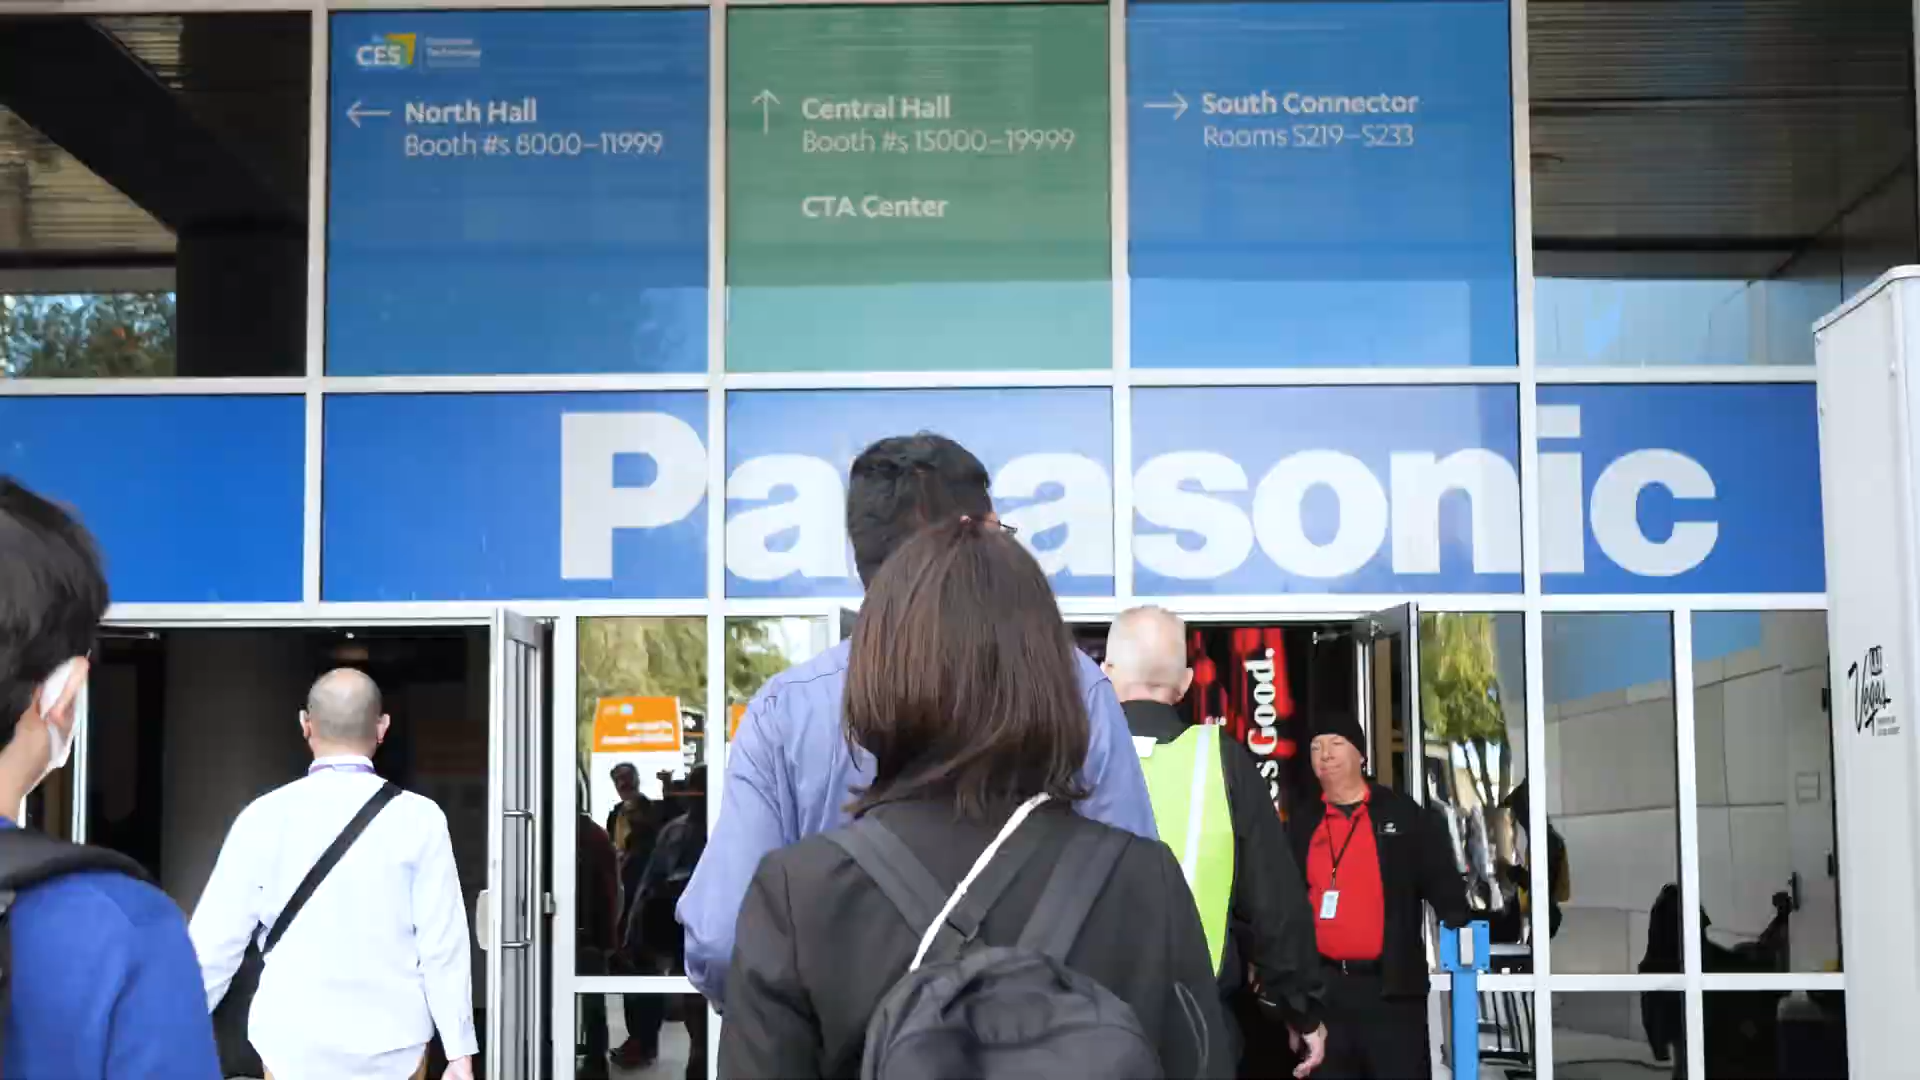 CES
← North Hall
Booth #s 8000–11999
↑ Central Hall
Booth #s 15000–19999
CTA Center
→ South Connector
Rooms S219–S233
Panasonic
Good.
Vegas